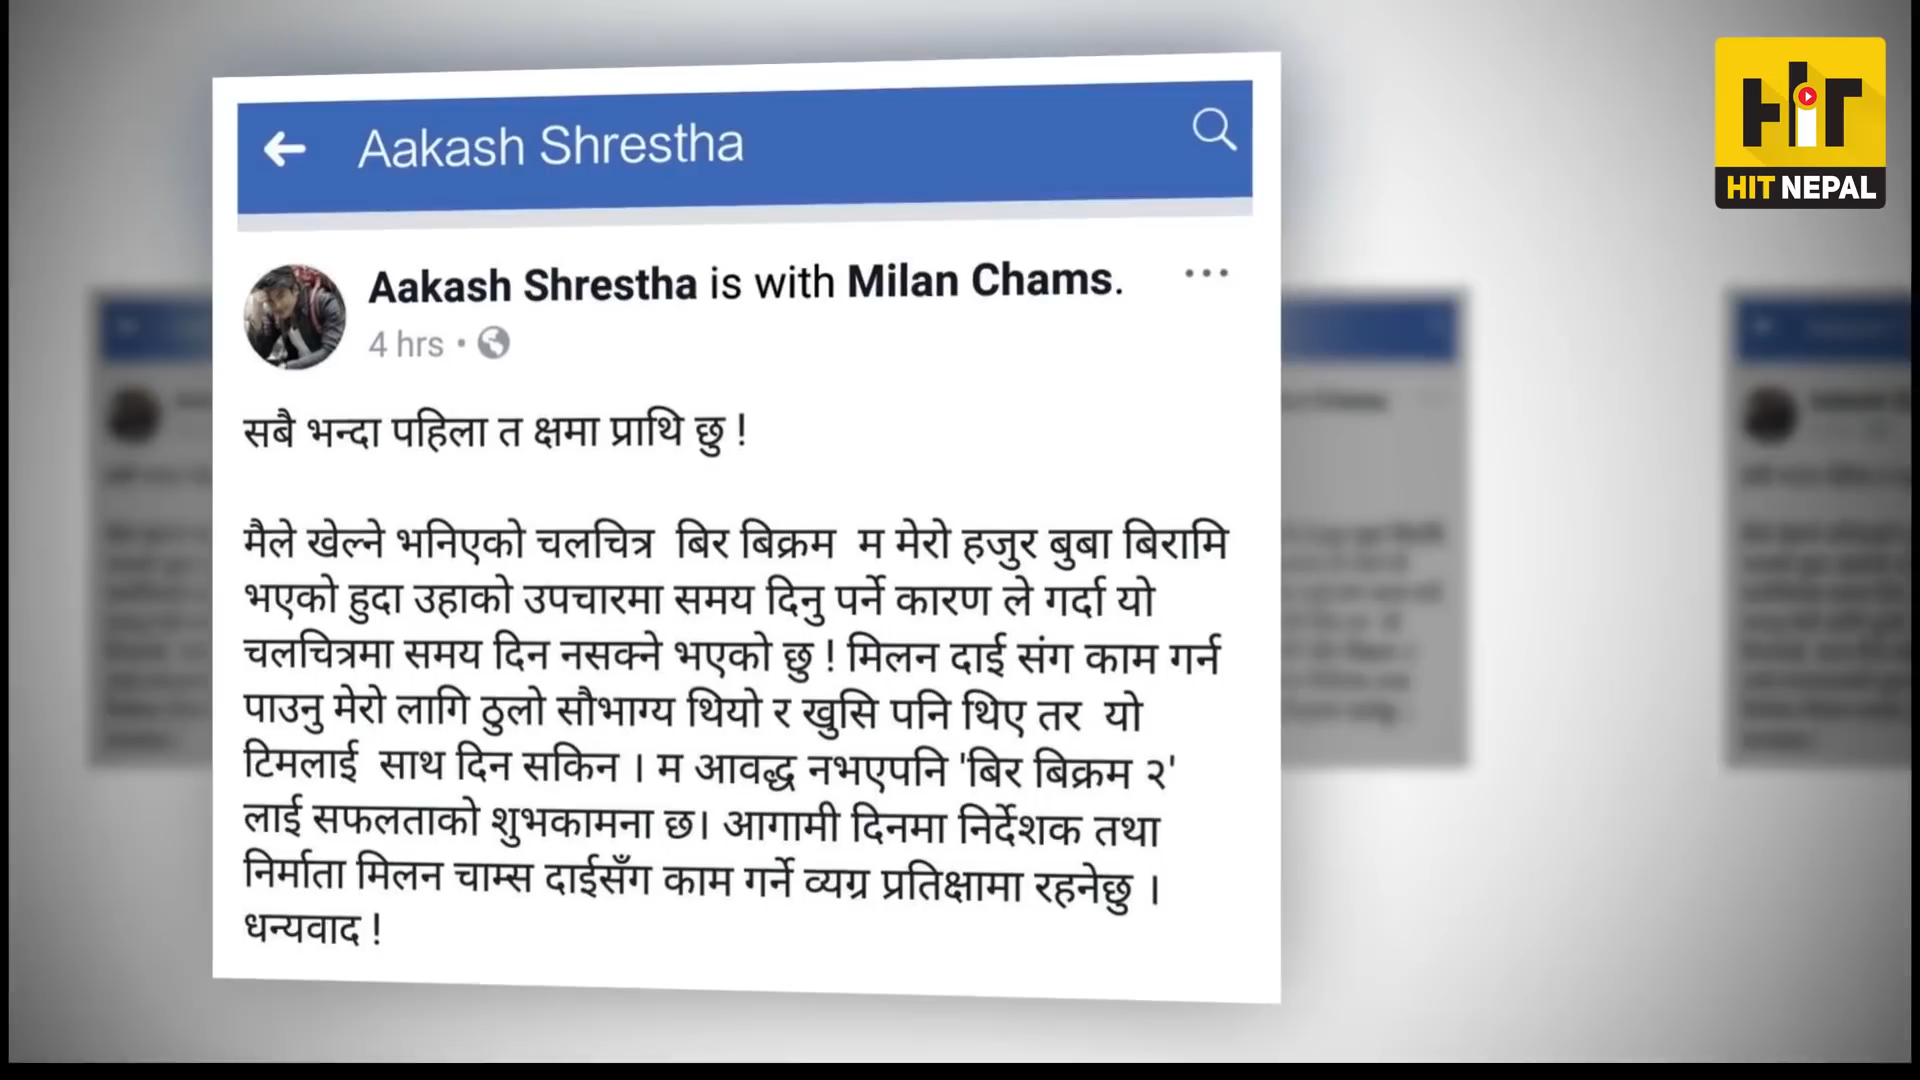 Aakash Shrestha
HIT
HIT NEPAL
Aakash Shrestha is with Milan Chams.
4 hrs
सबै भन्दा पहिला त क्षमा प्राथि छु !
मैले खेल्ने भनिएको चलचित्र बिर बिक्रम म मेरो हजुर बुबा बिरामि
भएको हुदा उहाको उपचारमा समय दिनु पर्ने कारण ले गर्दा यो
चलचित्रमा समय दिन नसक्ने भएको छु ! मिलन दाई संग काम गर्न
पाउनु मेरो लागि ठुलो सौभाग्य थियो र खुसि पनि थिए तर यो
टिमलाई साथ दिन सकिन । म आवद्ध नभएपनि 'बिर बिक्रम २'
लाई सफलताको शुभकामना छ। आगामी दिनमा निर्देशक तथा
निर्माता मिलन चाम्स दाईसँग काम गर्ने व्यग्र प्रतिक्षामा रहनेछु ।
धन्यवाद !